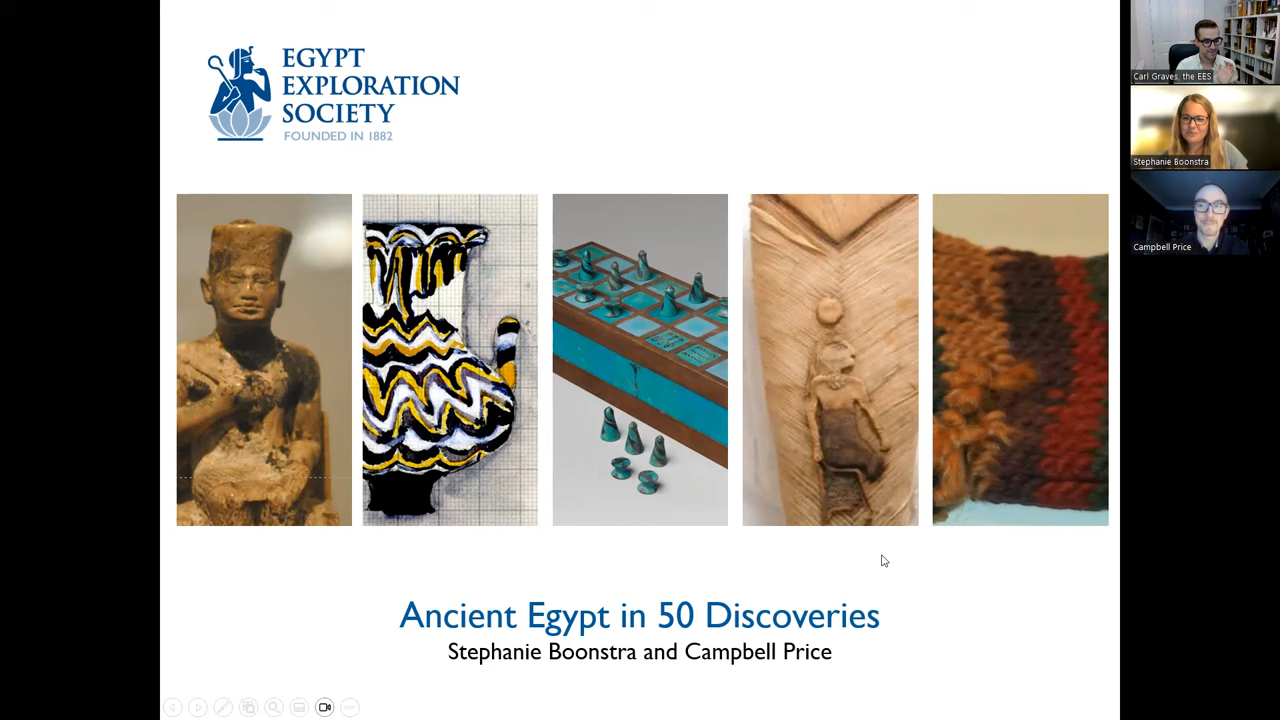 EGYPT
EXPLORATION
SOCIETY
FOUNDED IN 1882
Carl Graves, the EES
Stephanie Boonstra
Campbell Price
Ancient Egypt in 50 Discoveries
Stephanie Boonstra and Campbell Price